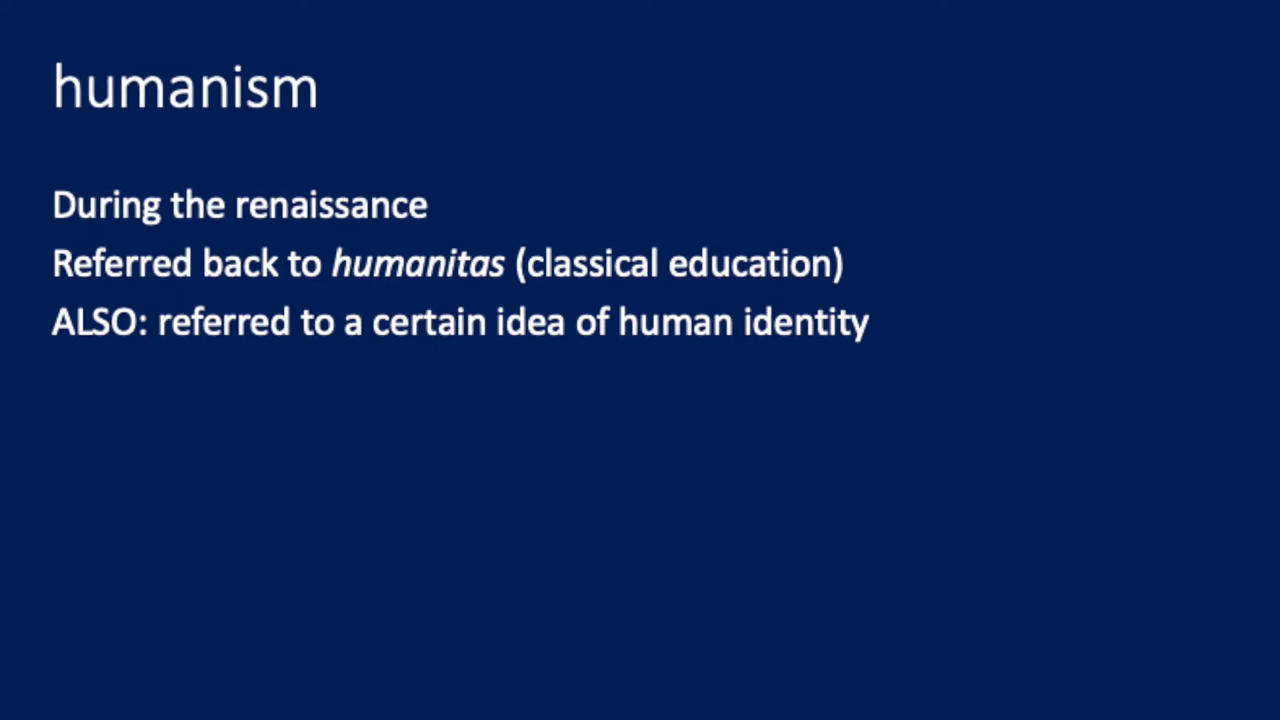 humanism
During the renaissance
Referred back to humanitas (classical education)
ALSO: referred to a certain idea of human identity